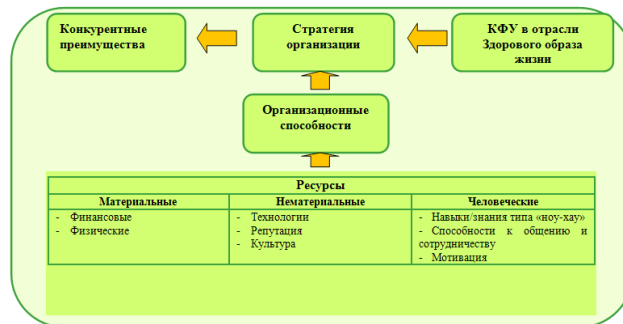 Конкурентные
преимущества
Стратегия
организации
КФУ в отрасли
Здорового образа
жизни
Организационные
способности
Ресурсы
Материальные
Нематериальные
Человеческие
- Финансовые
- Физические
- Технологии
- Репутация
- Культура
- Навыки/знания типа «ноу-хау»
- Способности к общению и
сотрудничеству
- Мотивация